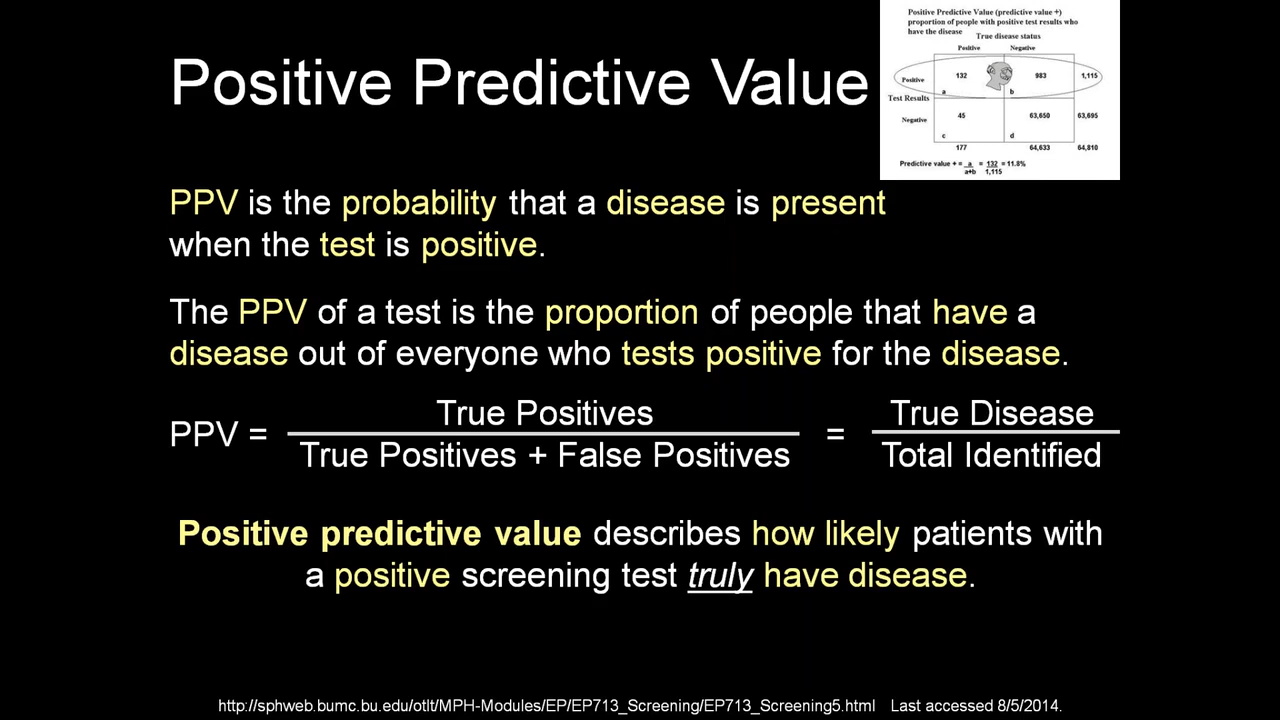 Positive Predictive Value (predictive value +)
proportion of people with positive test results who
have the disease
True disease status
Positive Negative
Positive 132 983 1,115
a b
Test Results
Negative 45 63,650 63,695
c d
177 64,633 64,810
Predictive value + = a = 132 = 11.8%
a+b 1,115
Positive Predictive Value
PPV is the probability that a disease is present
when the test is positive.
The PPV of a test is the proportion of people that have a
disease out of everyone who tests positive for the disease.
PPV = True Positives = True Disease
True Positives + False Positives Total Identified
Positive predictive value describes how likely patients with
a positive screening test truly have disease.
http://sphweb.bumc.bu.edu/otlt/MPH-Modules/EP/EP713_Screening/EP713_Screening5.html Last accessed 8/5/2014.